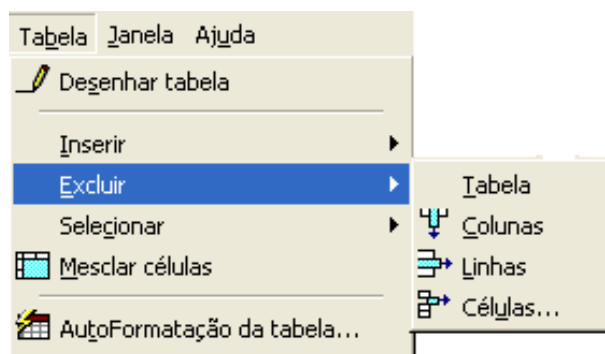 Tabela Janela Ajuda
Desenhar tabela
Inserir
Excluir
Tabela
Selecionar
Colunas
Mesclar células
Linhas
Células...
AutoFormatação da tabela...